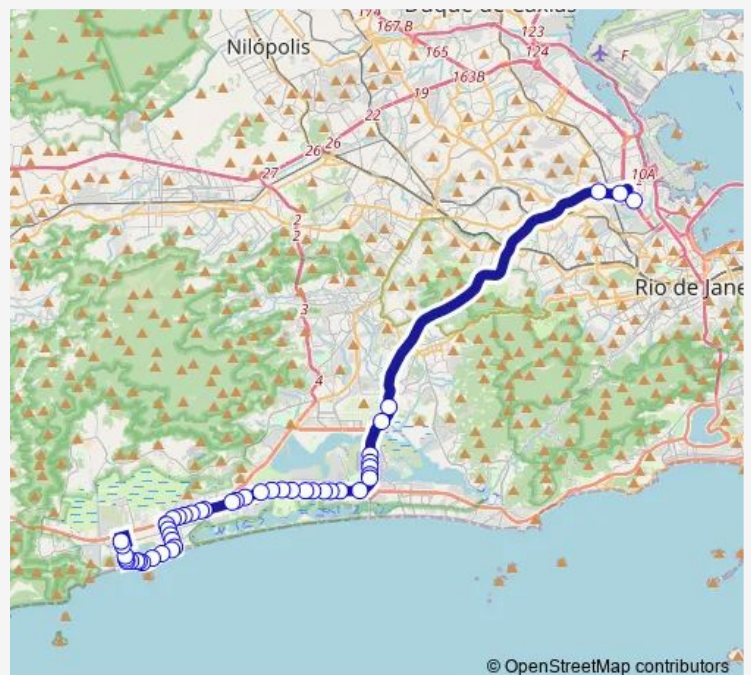 Duque de Caxias
174
167 B
123
Nilópolis
165
124
F
163B
19
22
26
26
10A
27
2
2
Rio de Jane
3
4
© OpenStreetMap contributors